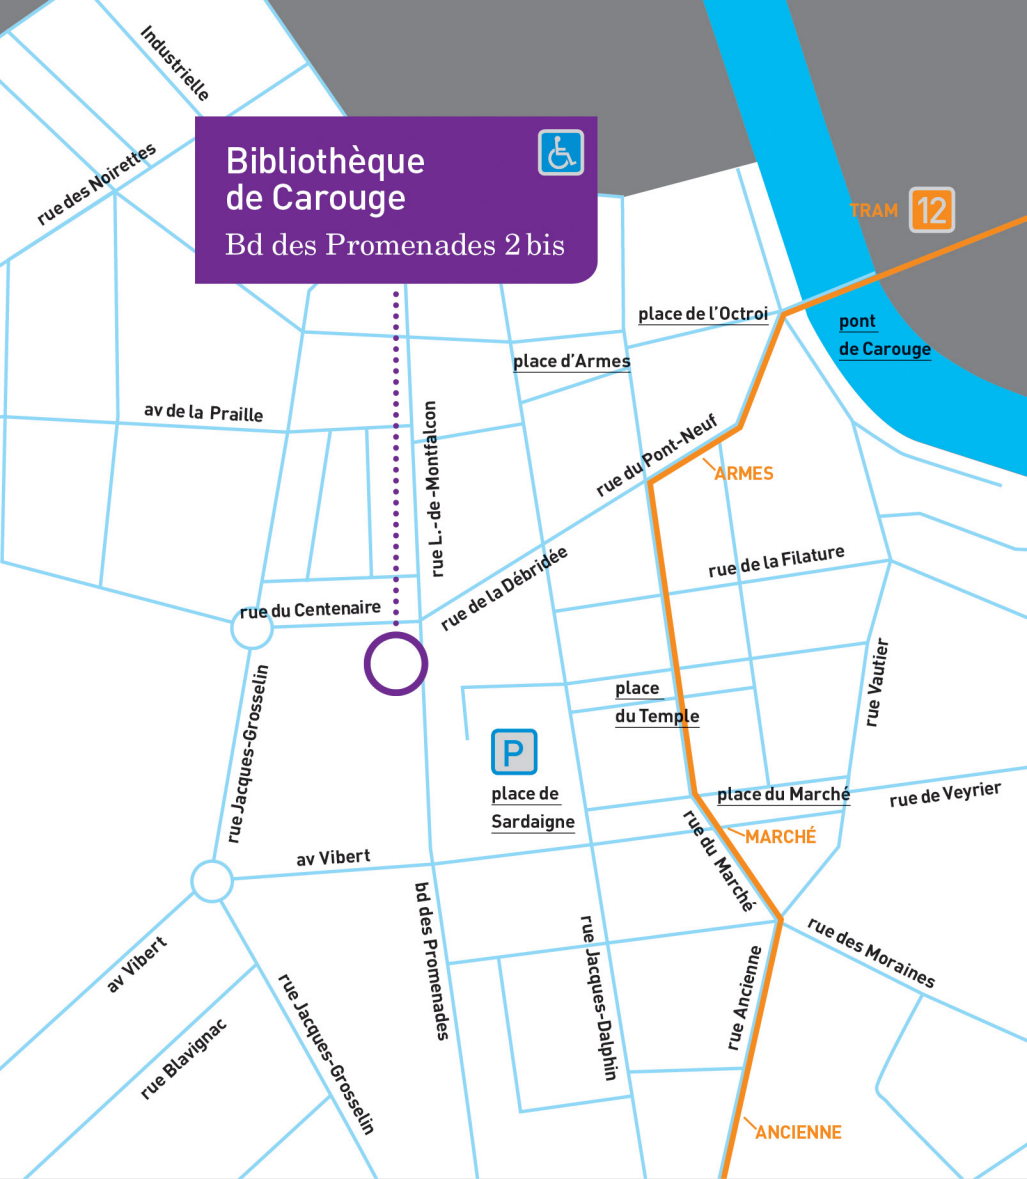 Industrielle
rue des Noirettes
Bibliothèque
de Carouge
Bd des Promenades 2 bis
TRAM 12
place de l'Octroi
pont
de Carouge
place d'Armes
av de la Praille
rue L.-de-Montfalcon
rue du Pont-Neuf
ARMES
rue de la Débridée
rue de la Filature
rue du Centenaire
rue Jacques-Grosselin
place
du Temple
rue Vautier
P
place de
Sardaigne
place du Marché
rue de Veyrier
MARCHÉ
rue du Marché
av Vibert
bd des Promenades
rue Jacques-Dalphin
rue des Moraines
rue Ancienne
av Vibert
rue Jacques-Grosselin
rue Blavignac
ANCIENNE